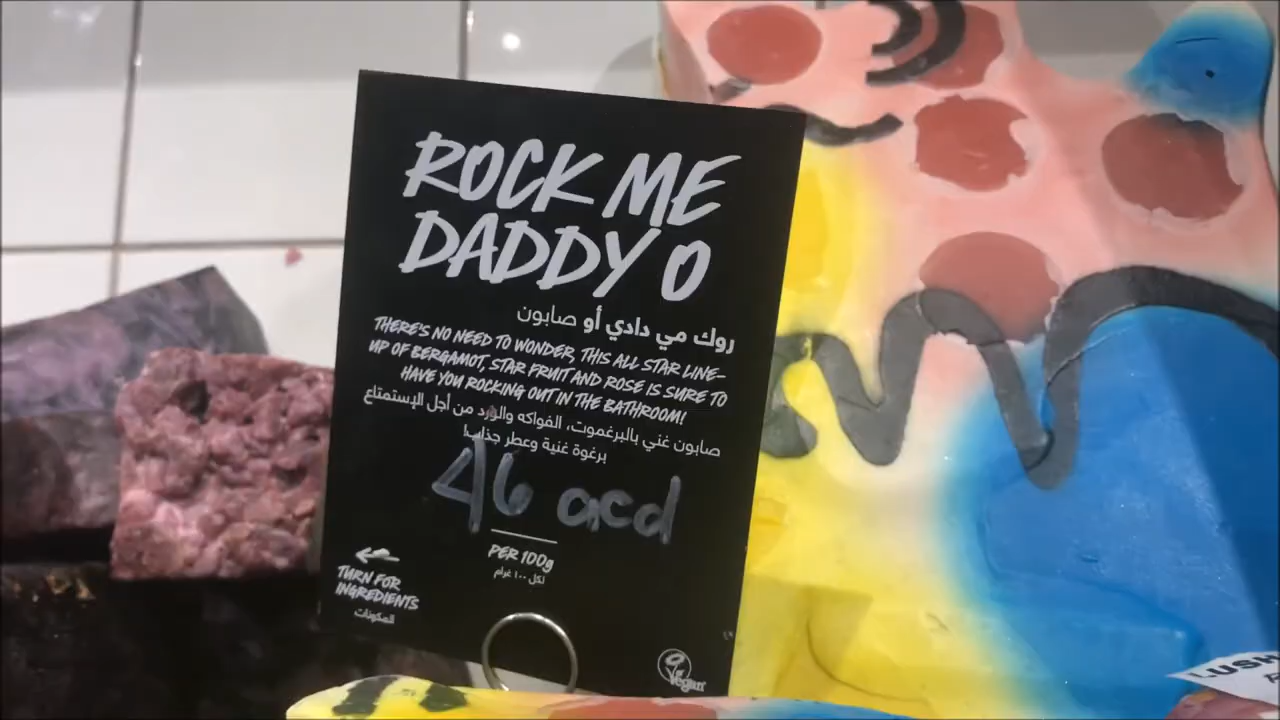 ROCK ME
DADDY O
روك مي دادي أو صابون
THERE'S NO NEED TO WONDER, THIS ALL STAR LINE-
UP OF BERGAMOT, STAR FRUIT AND ROSE IS SURE TO
HAVE YOU ROCKING OUT IN THE BATHROOM!
صابون غني بالبرغموت، الفواكه والورد من أجل الإستمتاع
برغوة غنية وعطر جذاب!
46 acd
PER 100g
لكل ١٠٠ غرام
TURN FOR
INGREDIENTS
المكونات
Vegan
LUSH